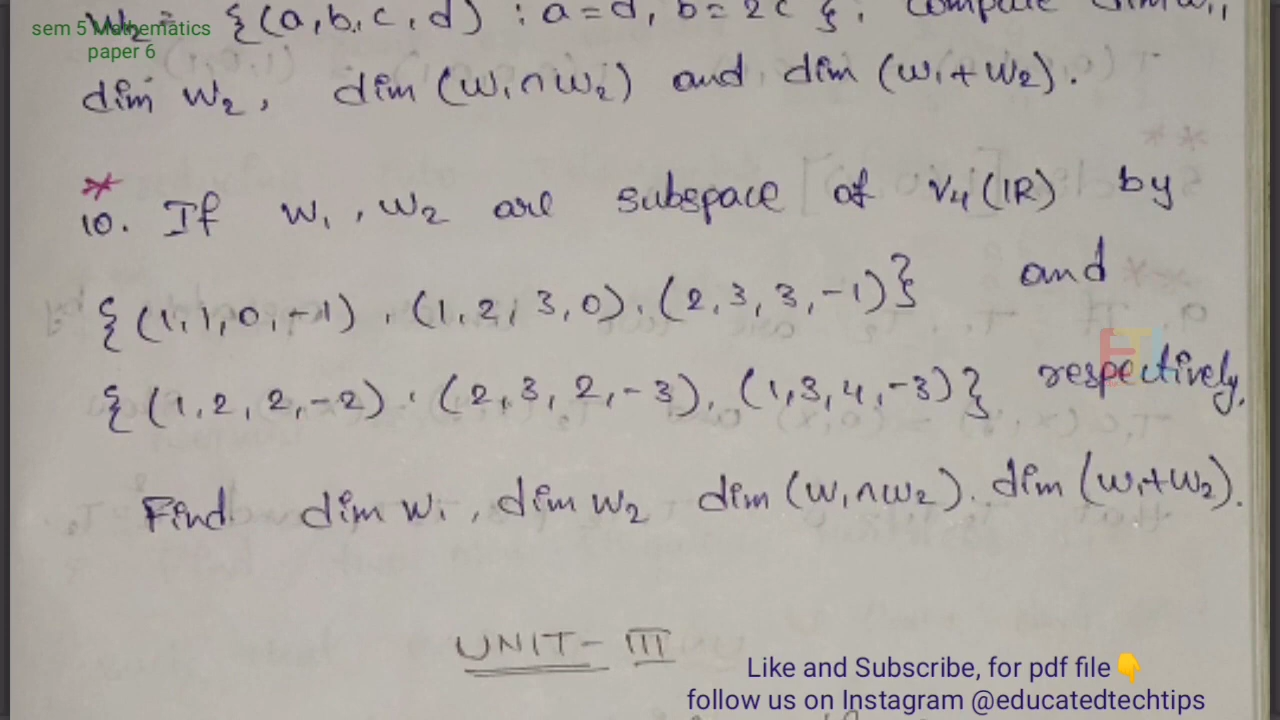 sem 5 Mathematics
paper 6
W₂ = {(a, b, c, d) : a = d, b = 2c }. compute dim W₁,
dim W₂, dim (W₁∩W₂) and dim (W₁+W₂).
*
10. If W₁, W₂ are subspace of V₄(IR) by
{(1,1,0,-1), (1,2,3,0), (2,3,3,-1)} and
{(1,2,2,-2), (2,3,2,-3), (1,3,4,-3)} respectively.
Find dim W₁, dim W₂ dim (W₁∩W₂), dim (W₁+W₂).
UNIT - III
Like and Subscribe, for pdf file👇
follow us on Instagram @educatedtechtips